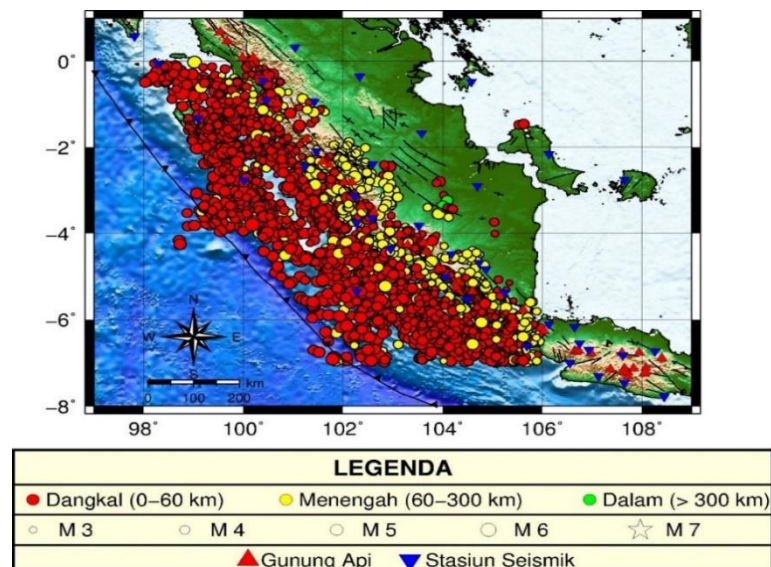 0°
−2°
−4°
−6°
−8°
N
W E
S
km
0 100 200
98° 100° 102° 104° 106° 108°
LEGENDA
Dangkal (0−60 km) Menengah (60−300 km) Dalam (> 300 km)
M 3 M 4 M 5 M 6 M 7
Gunung Api Stasiun Seismik